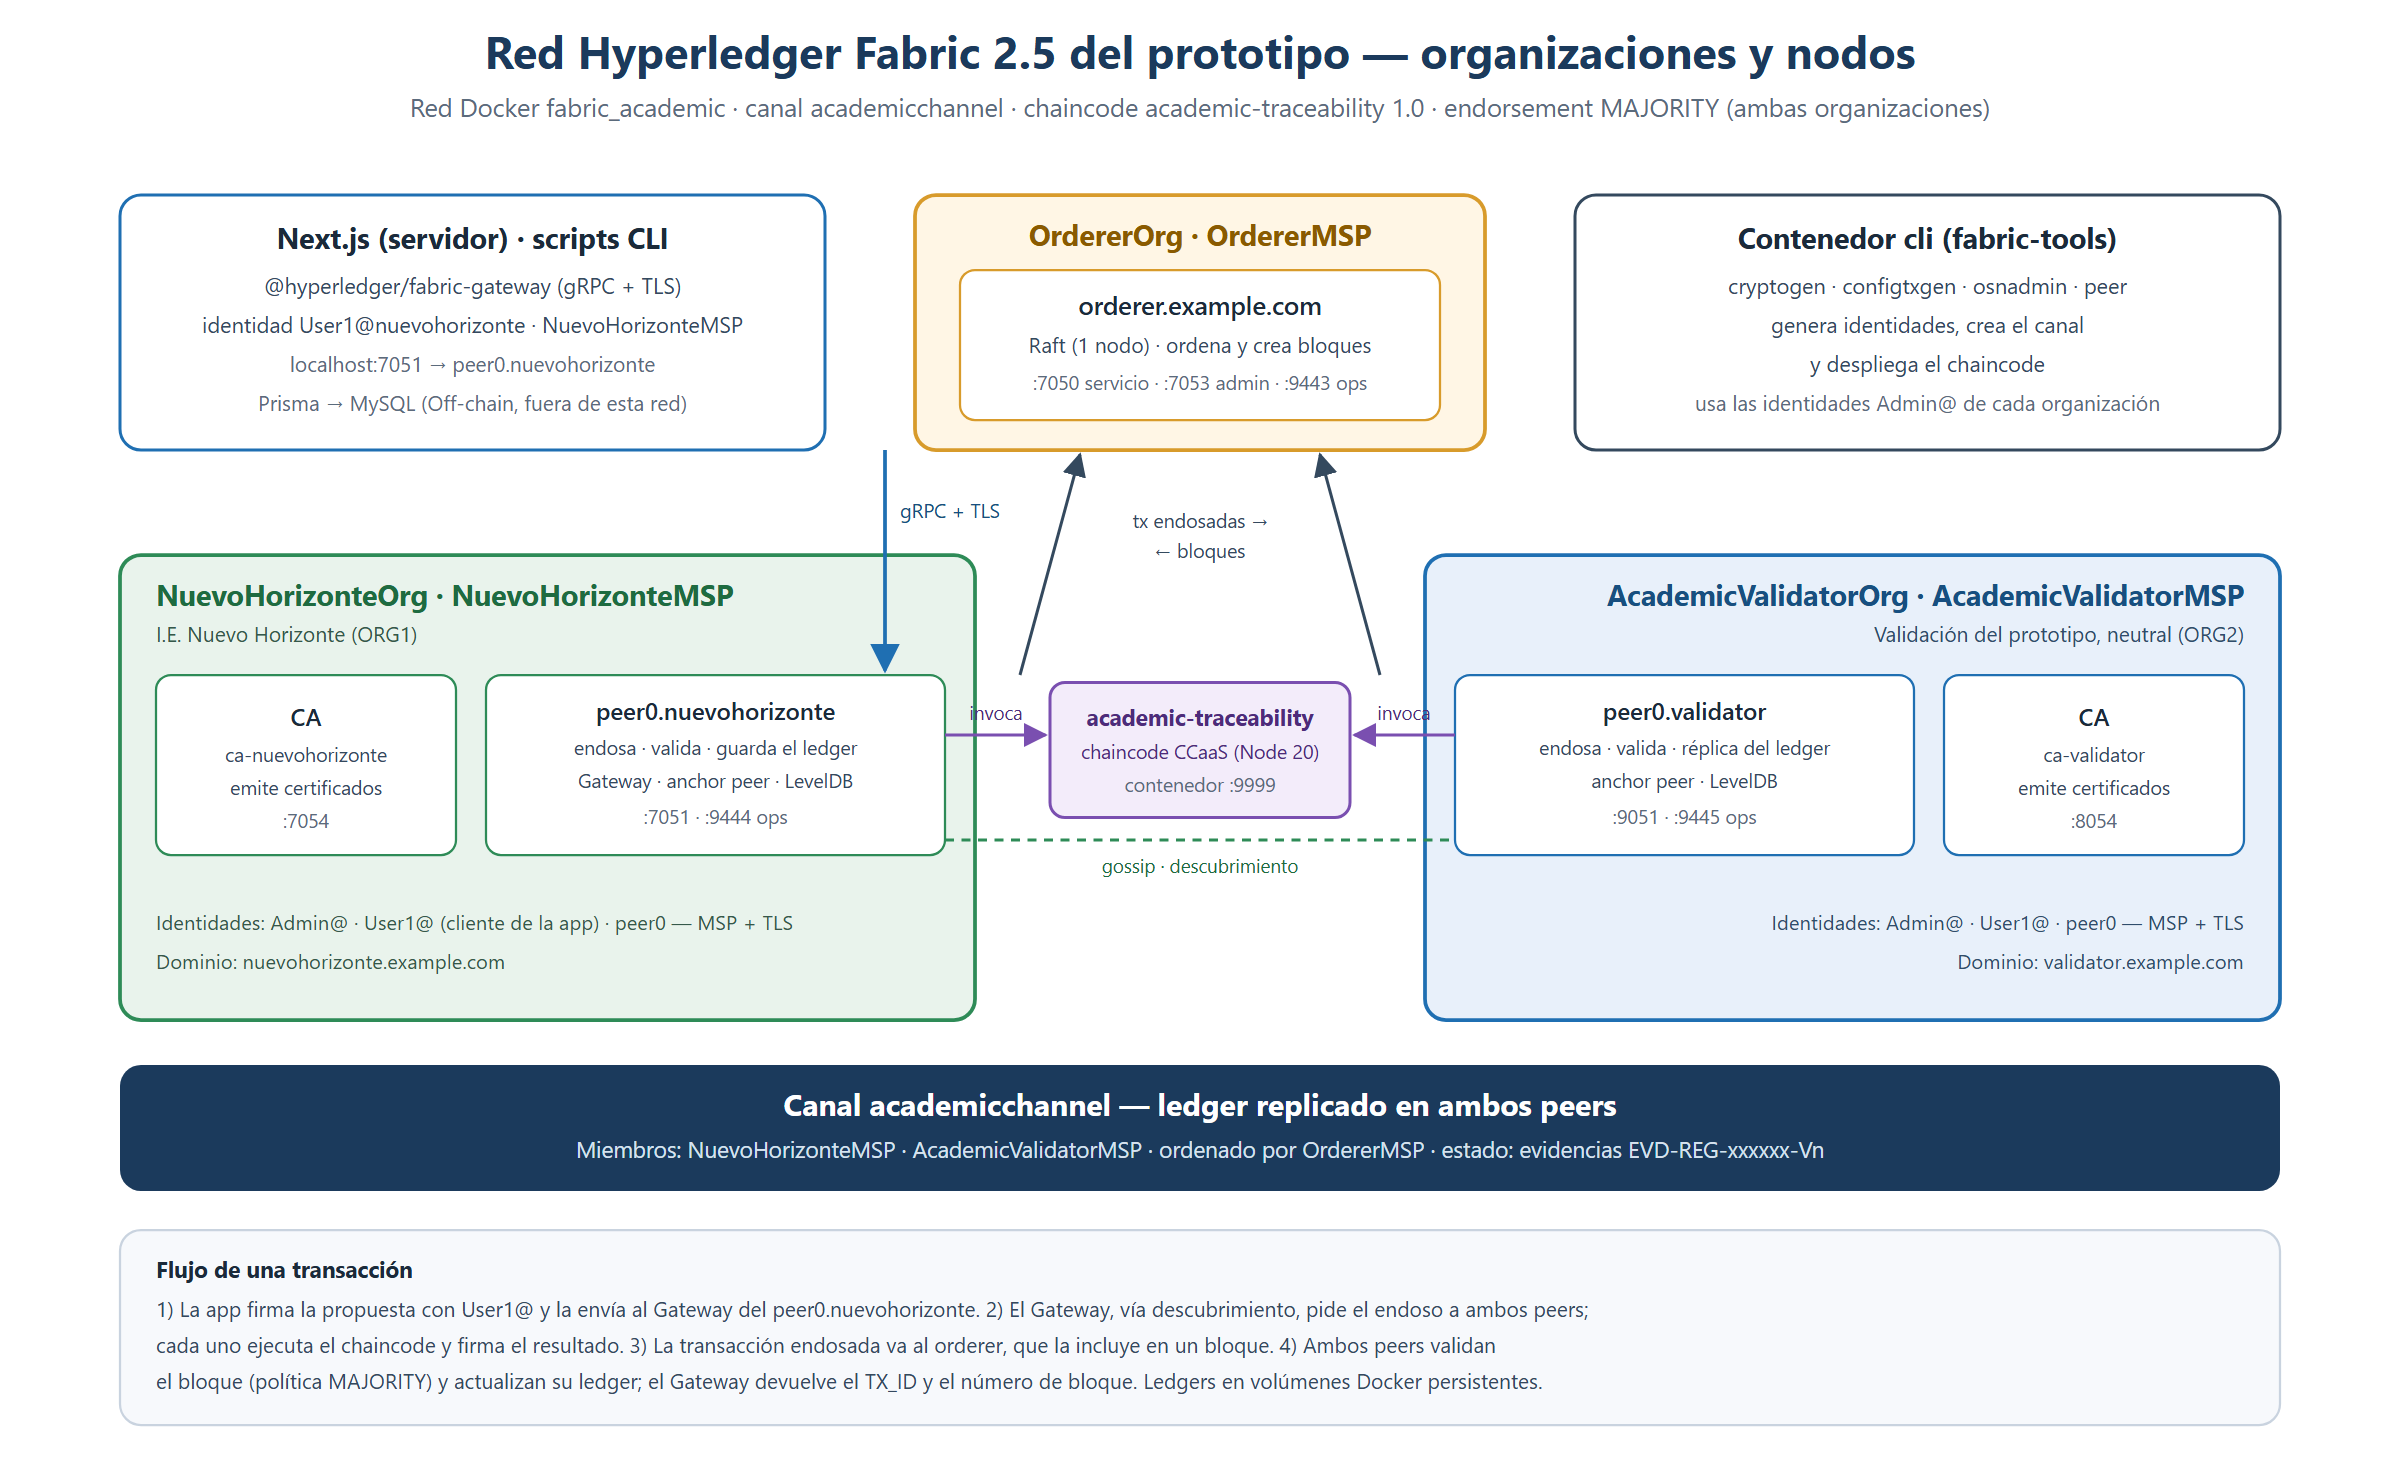 Red Hyperledger Fabric 2.5 del prototipo — organizaciones y nodos
Red Docker fabric_academic · canal academicchannel · chaincode academic-traceability 1.0 · endorsement MAJORITY (ambas organizaciones)
Next.js (servidor) · scripts CLI
@hyperledger/fabric-gateway (gRPC + TLS)
identidad User1@nuevohorizonte · NuevoHorizonteMSP
localhost:7051 → peer0.nuevohorizonte
Prisma → MySQL (Off-chain, fuera de esta red)
OrdererOrg · OrdererMSP
orderer.example.com
Raft (1 nodo) · ordena y crea bloques
:7050 servicio · :7053 admin · :9443 ops
Contenedor cli (fabric-tools)
cryptogen · configtxgen · osnadmin · peer
genera identidades, crea el canal
y despliega el chaincode
usa las identidades Admin@ de cada organización
gRPC + TLS
tx endosadas →
← bloques
NuevoHorizonteOrg · NuevoHorizonteMSP
I.E. Nuevo Horizonte (ORG1)
CA
ca-nuevohorizonte
emite certificados
:7054
peer0.nuevohorizonte
endosa · valida · guarda el ledger
Gateway · anchor peer · LevelDB
:7051 · :9444 ops
Identidades: Admin@ · User1@ (cliente de la app) · peer0 — MSP + TLS
Dominio: nuevohorizonte.example.com
invoca
academic-traceability
chaincode CCaaS (Node 20)
contenedor :9999
invoca
gossip · descubrimiento
AcademicValidatorOrg · AcademicValidatorMSP
Validación del prototipo, neutral (ORG2)
peer0.validator
endosa · valida · réplica del ledger
anchor peer · LevelDB
:9051 · :9445 ops
CA
ca-validator
emite certificados
:8054
Identidades: Admin@ · User1@ · peer0 — MSP + TLS
Dominio: validator.example.com
Canal academicchannel — ledger replicado en ambos peers
Miembros: NuevoHorizonteMSP · AcademicValidatorMSP · ordenado por OrdererMSP · estado: evidencias EVD-REG-xxxxxx-Vn
Flujo de una transacción
1) La app firma la propuesta con User1@ y la envía al Gateway del peer0.nuevohorizonte. 2) El Gateway, vía descubrimiento, pide el endoso a ambos peers;
cada uno ejecuta el chaincode y firma el resultado. 3) La transacción endosada va al orderer, que la incluye en un bloque. 4) Ambos peers validan
el bloque (política MAJORITY) y actualizan su ledger; el Gateway devuelve el TX_ID y el número de bloque. Ledgers en volúmenes Docker persistentes.